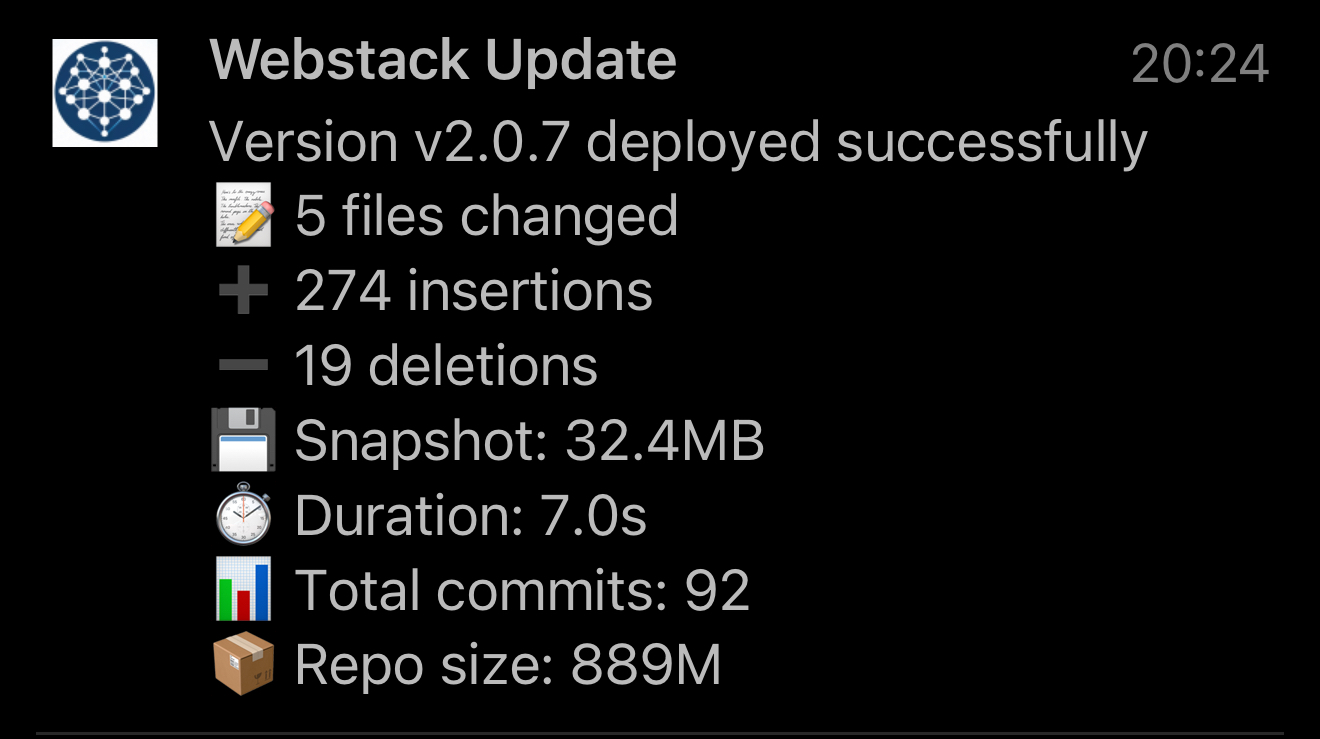 Webstack Update
20:24
Version v2.0.7 deployed successfully
📝 5 files changed
➕ 274 insertions
➖ 19 deletions
💾 Snapshot: 32.4MB
⏱️ Duration: 7.0s
📊 Total commits: 92
📦 Repo size: 889M